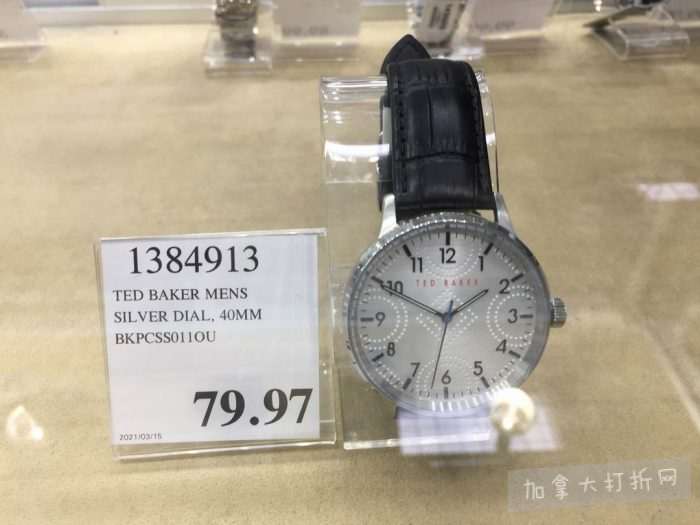 1384913
TED BAKER MENS
SILVER DIAL, 40MM
BKPCSS011OU
79.97
2021/03/15
12
1
2
3
4
5
6
7
8
9
10
TED BAKER
加拿大打折网